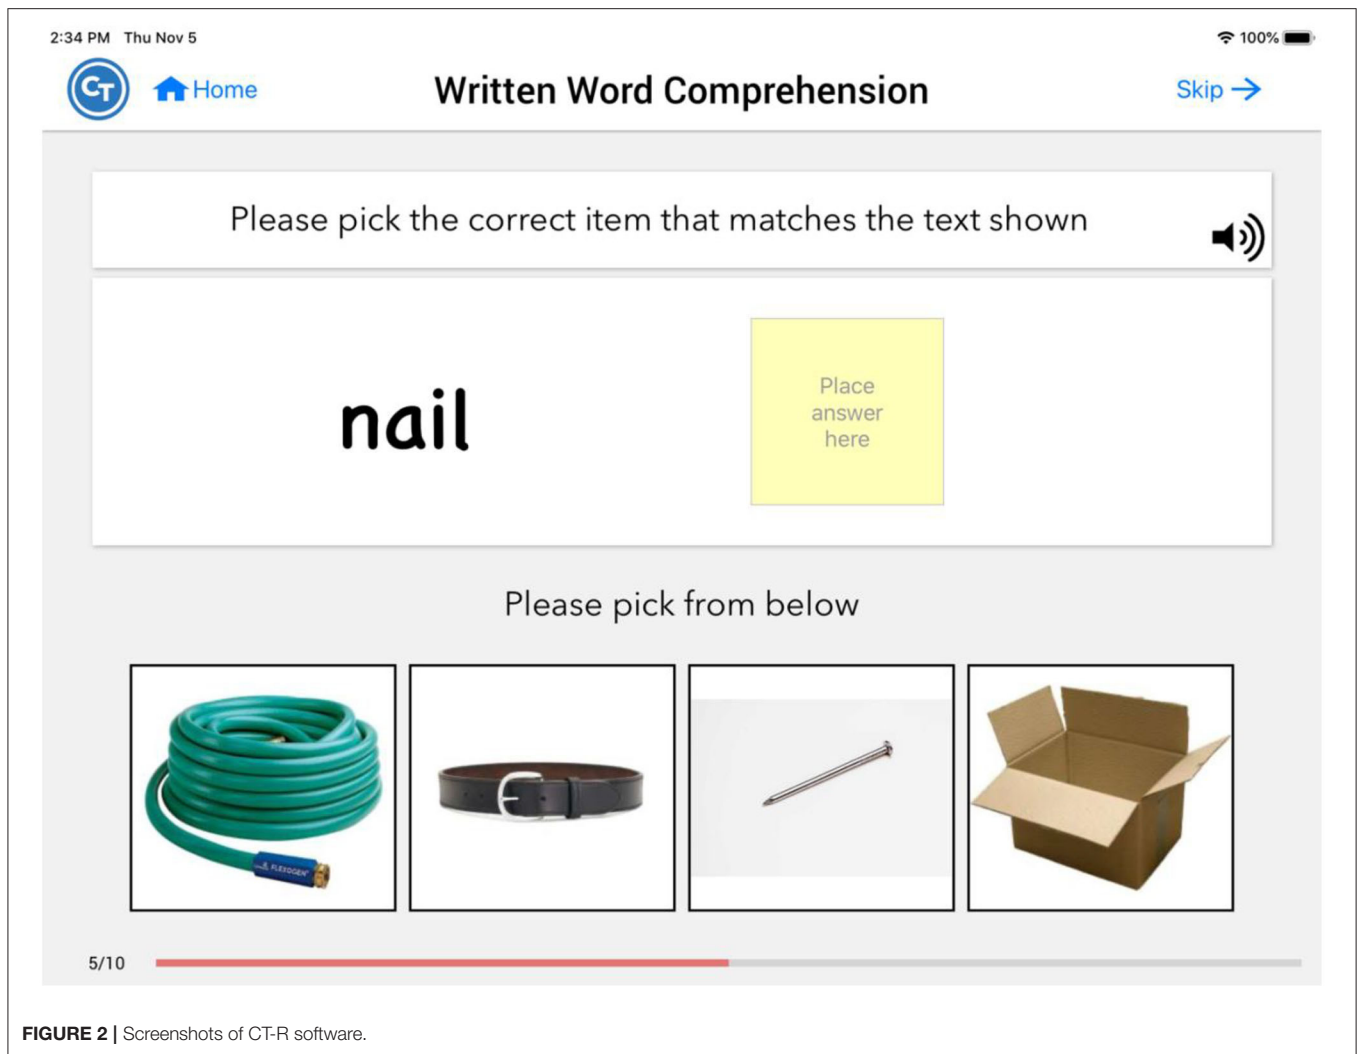 2:34 PM Thu Nov 5
100%
CT
Home
Written Word Comprehension
Skip
Please pick the correct item that matches the text shown
nail
Place
answer
here
Please pick from below
FLEXOGEN
5/10
FIGURE 2 | Screenshots of CT-R software.